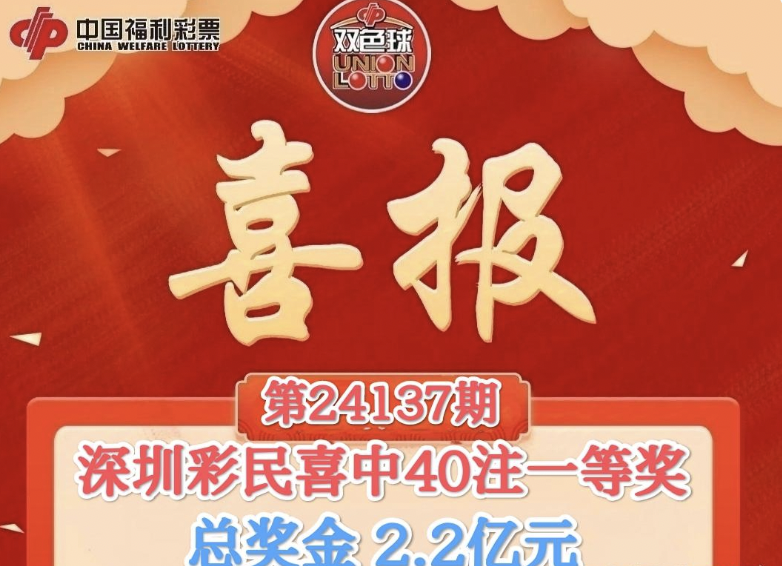 中国福利彩票
CHINA WELFARE LOTTERY
双色球
UNION
LOTTO
喜报
第24137期
深圳彩民喜中40注一等奖
总奖金 2.2亿元